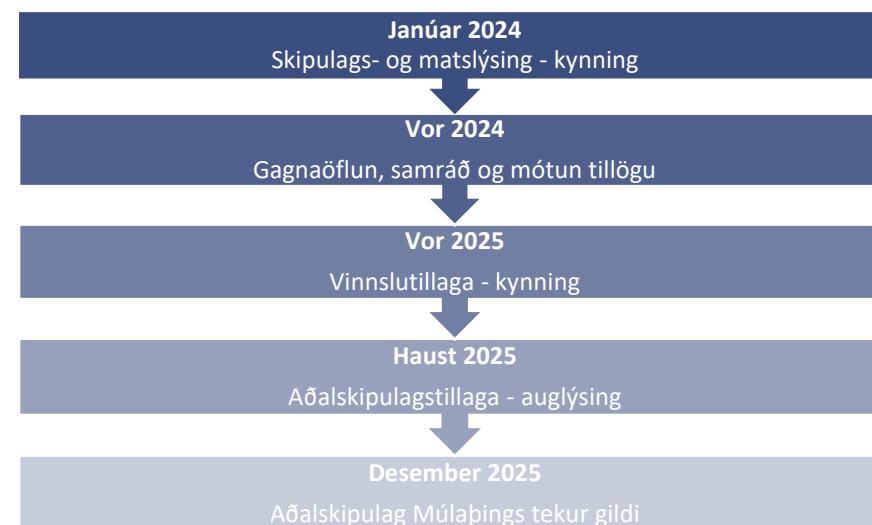 Janúar 2024
Skipulags- og matslýsing - kynning
Vor 2024
Gagnaöflun, samráð og mótun tillögu
Vor 2025
Vinnslutillaga - kynning
Haust 2025
Aðalskipulagstillaga - auglýsing
Desember 2025
Aðalskipulag Múlaþings tekur gildi